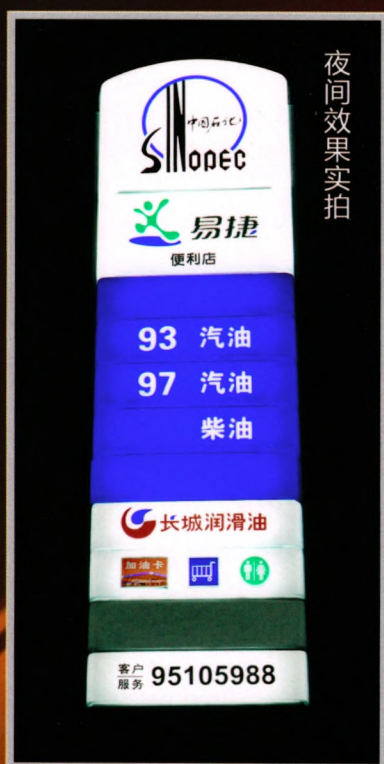 夜间效果实拍
中国石化
SINOPEC
易捷
便利店
93 汽油
97 汽油
柴油
长城润滑油
加油卡
客户服务 95105988